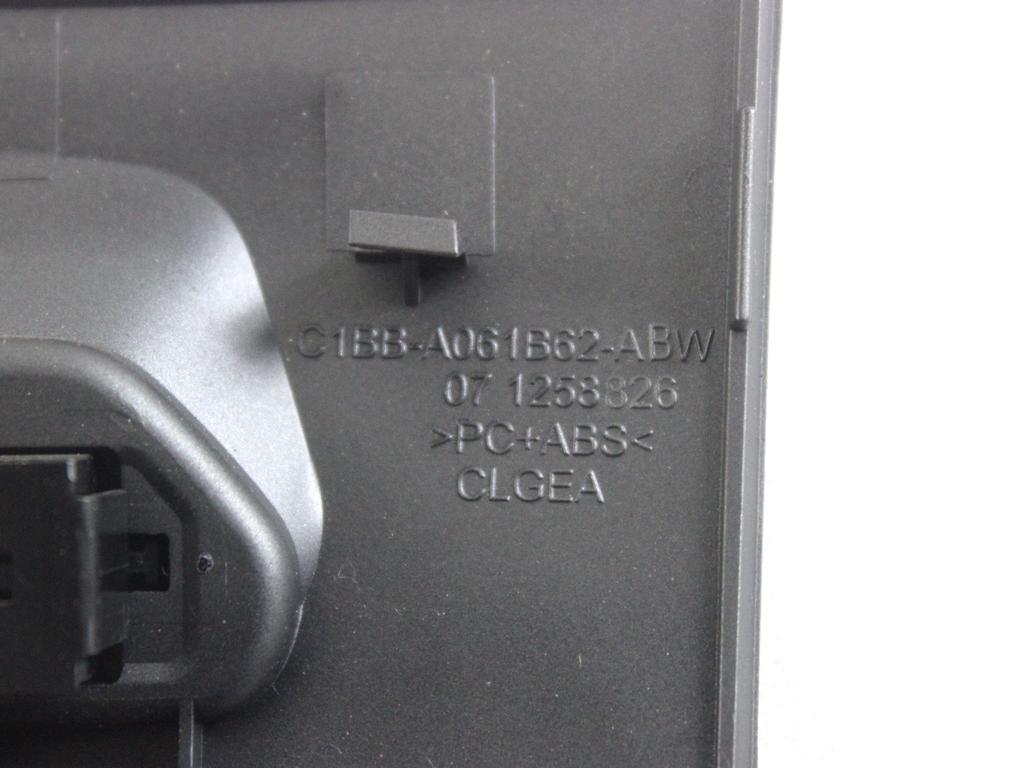 C1BB-A061B62-ABW
07 1258826
>PC+ABS<
CLGEA